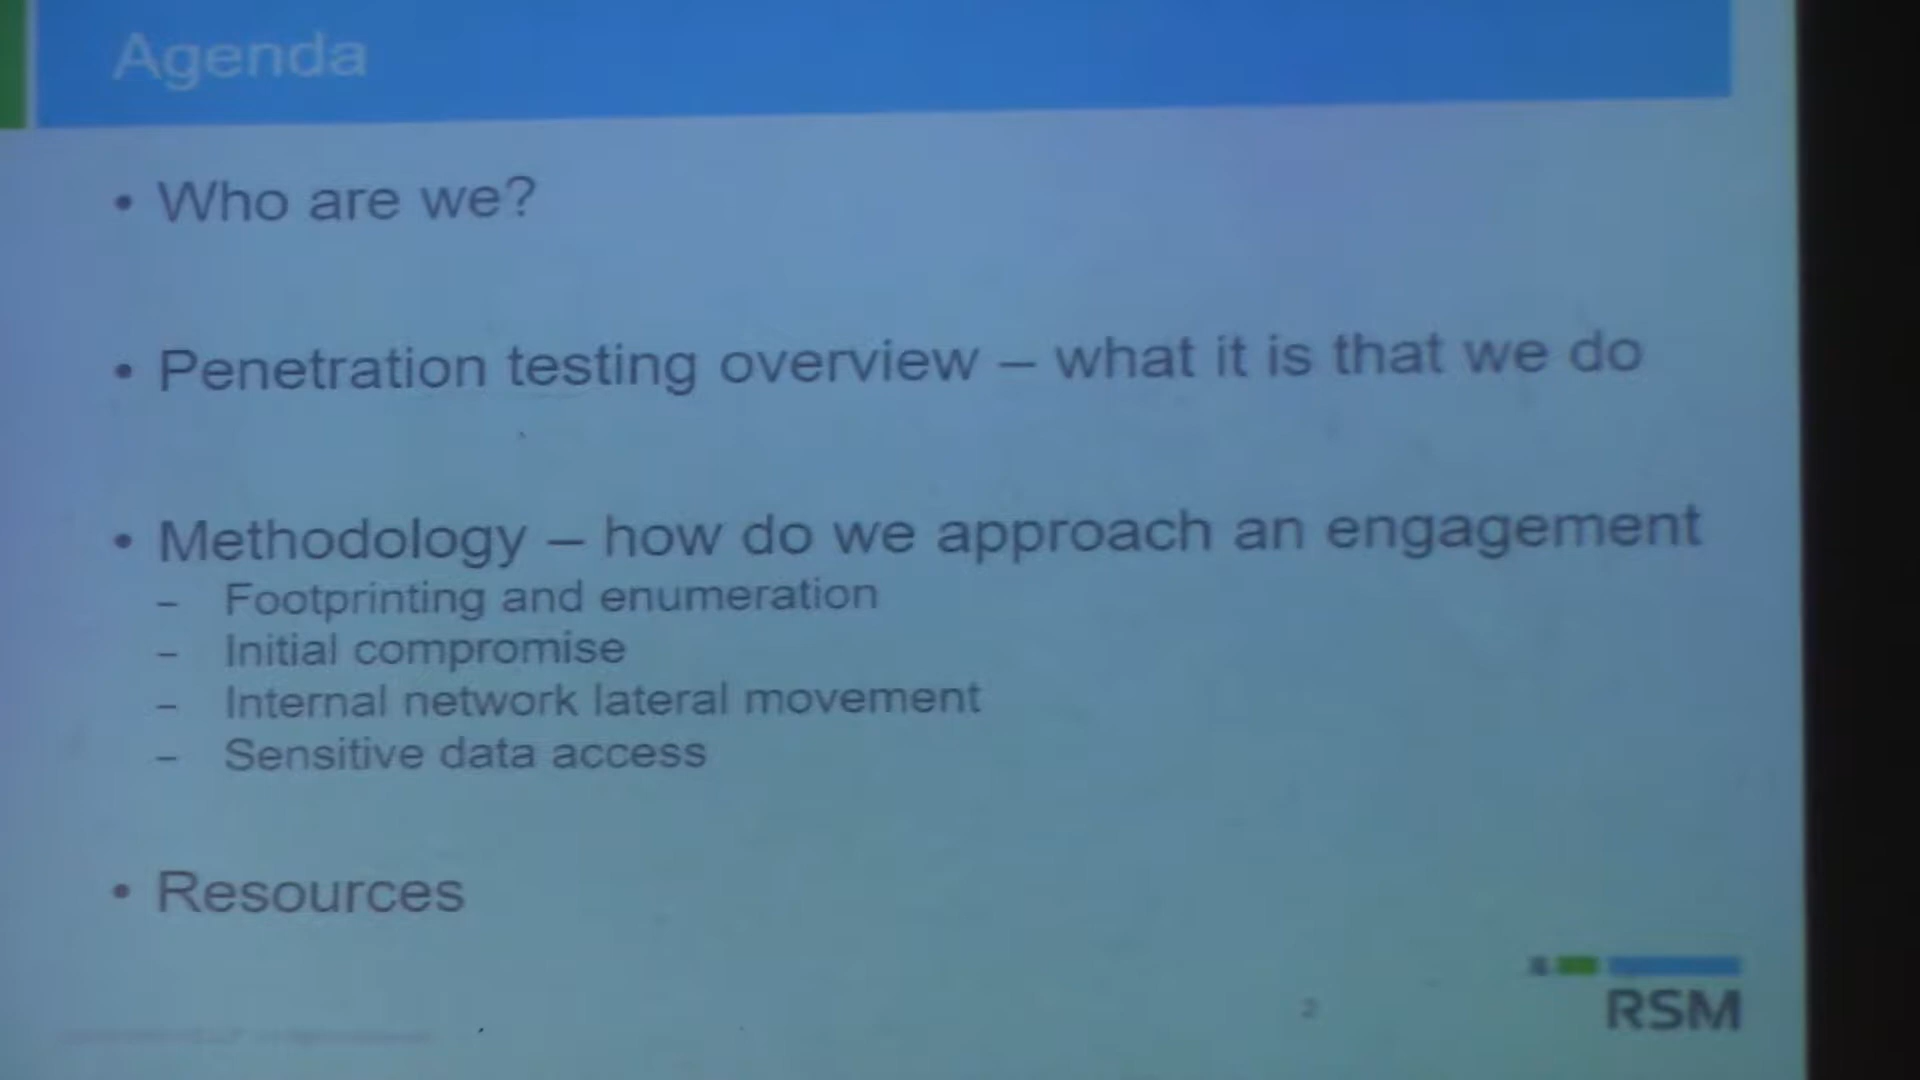 Agenda
• Who are we?
• Penetration testing overview – what it is that we do
• Methodology – how do we approach an engagement
– Footprinting and enumeration
– Initial compromise
– Internal network lateral movement
– Sensitive data access
• Resources
2
RSM